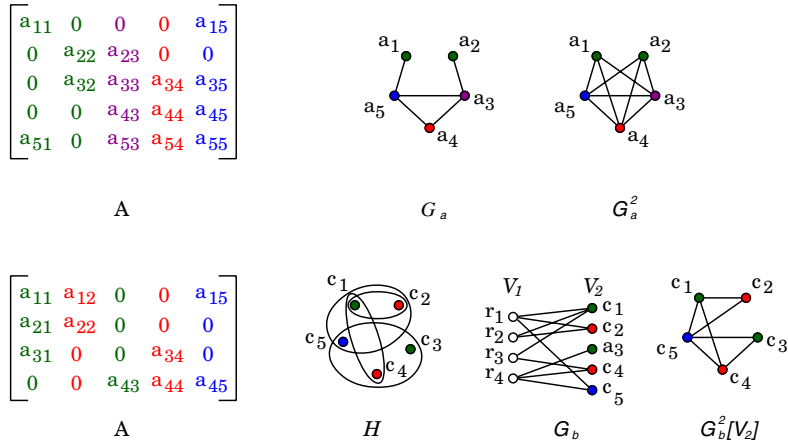 a11 0 0 0 a15
0 a22 a23 0 0
0 a32 a33 a34 a35
0 0 a43 a44 a45
a51 0 a53 a54 a55
A
a1 a2
a5 a3
a4
Ga
a1 a2
a5 a3
a4
Ga2
a11 a12 0 0 a15
a21 a22 0 0 0
a31 0 0 a34 0
0 0 a43 a44 a45
A
c1 c2
c5 c3
c4
H
V1 V2
r1 c1
r2 c2
r3 a3
r4 c4
c5
Gb
c1 c2
c5 c3
c4
Gb2[V2]